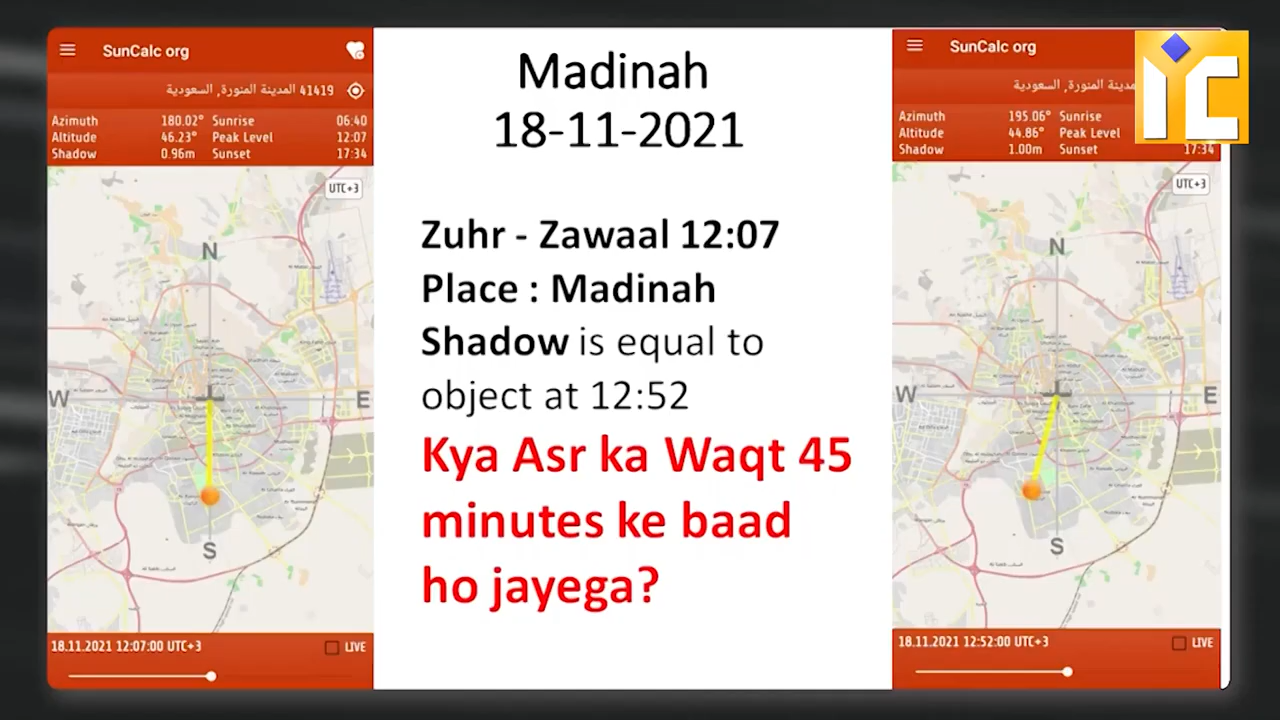 SunCalc org
41419 المدينة المنورة, السعودية
Azimuth 180.02° Sunrise 06:40
Altitude 46.23° Peak Level 12:07
Shadow 0.96m Sunset 17:34
UTC+3
N
W
E
S
18.11.2021 12:07:00 UTC+3
LIVE
Madinah
18-11-2021
Zuhr - Zawaal 12:07
Place : Madinah
Shadow is equal to
object at 12:52
Kya Asr ka Waqt 45
minutes ke baad
ho jayega?
SunCalc org
مدينة المنورة, السعودية
Azimuth 195.06° Sunrise
Altitude 44.86° Peak Level
Shadow 1.00m Sunset 17:34
UTC+3
N
W
E
S
18.11.2021 12:52:00 UTC+3
LIVE
iYC